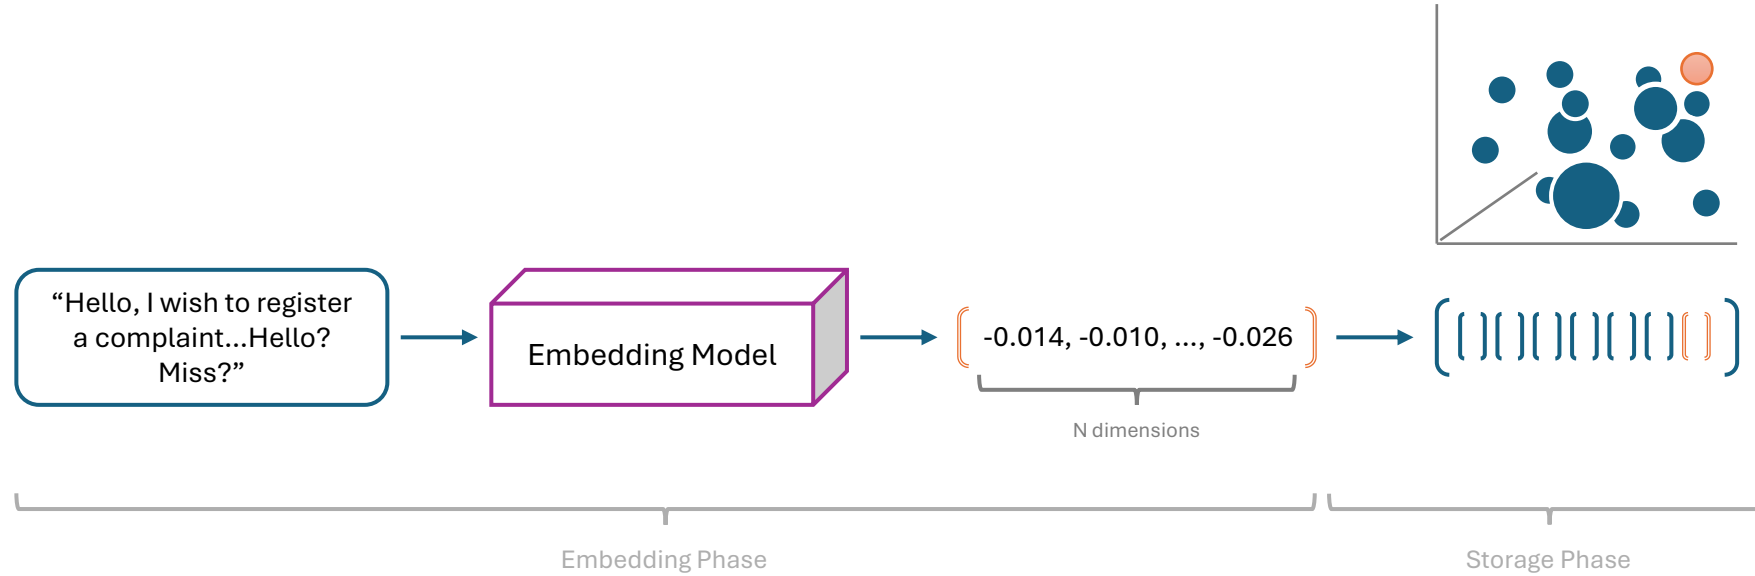 “Hello, I wish to register
a complaint...Hello?
Miss?”
Embedding Model
-0.014, -0.010, ..., -0.026
N dimensions
Embedding Phase
Storage Phase